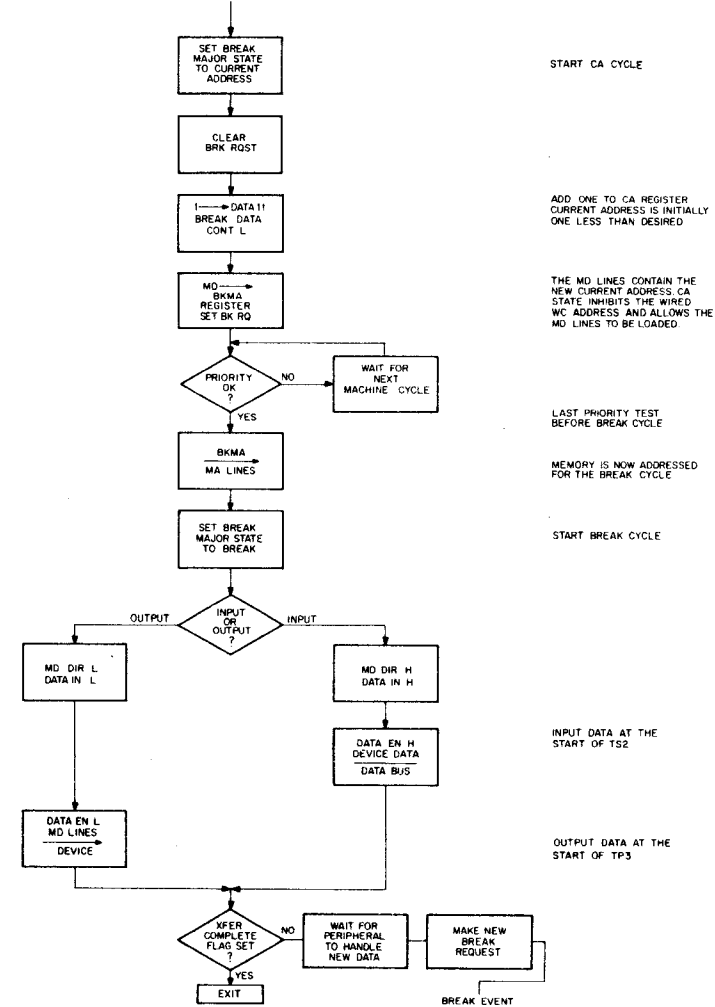 SET BREAK
MAJOR STATE
TO CURRENT
ADDRESS
START CA CYCLE
CLEAR
BRK RQST
1 → DATA 11
BREAK DATA
CONT L
ADD ONE TO CA REGISTER
CURRENT ADDRESS IS INITIALLY
ONE LESS THAN DESIRED
MD →
BKMA
REGISTER
SET BK RQ
THE MD LINES CONTAIN THE
NEW CURRENT ADDRESS. CA
STATE INHIBITS THE WIRED
WC ADDRESS AND ALLOWS THE
MD LINES TO BE LOADED.
PRIORITY
OK
?
NO
WAIT FOR
NEXT
MACHINE CYCLE
YES
LAST PRIORITY TEST
BEFORE BREAK CYCLE
BKMA
MA LINES
MEMORY IS NOW ADDRESSED
FOR THE BREAK CYCLE
SET BREAK
MAJOR STATE
TO BREAK
START BREAK CYCLE
INPUT
OR
OUTPUT
?
OUTPUT
INPUT
MD DIR L
DATA IN L
MD DIR H
DATA IN H
DATA EN H
DEVICE DATA
DATA BUS
INPUT DATA AT THE
START OF TS2
DATA EN L
MD LINES
DEVICE
OUTPUT DATA AT THE
START OF TP3
XFER
COMPLETE
FLAG SET
?
NO
WAIT FOR
PERIPHERAL
TO HANDLE
NEW DATA
MAKE NEW
BREAK
REQUEST
YES
EXIT
BREAK EVENT